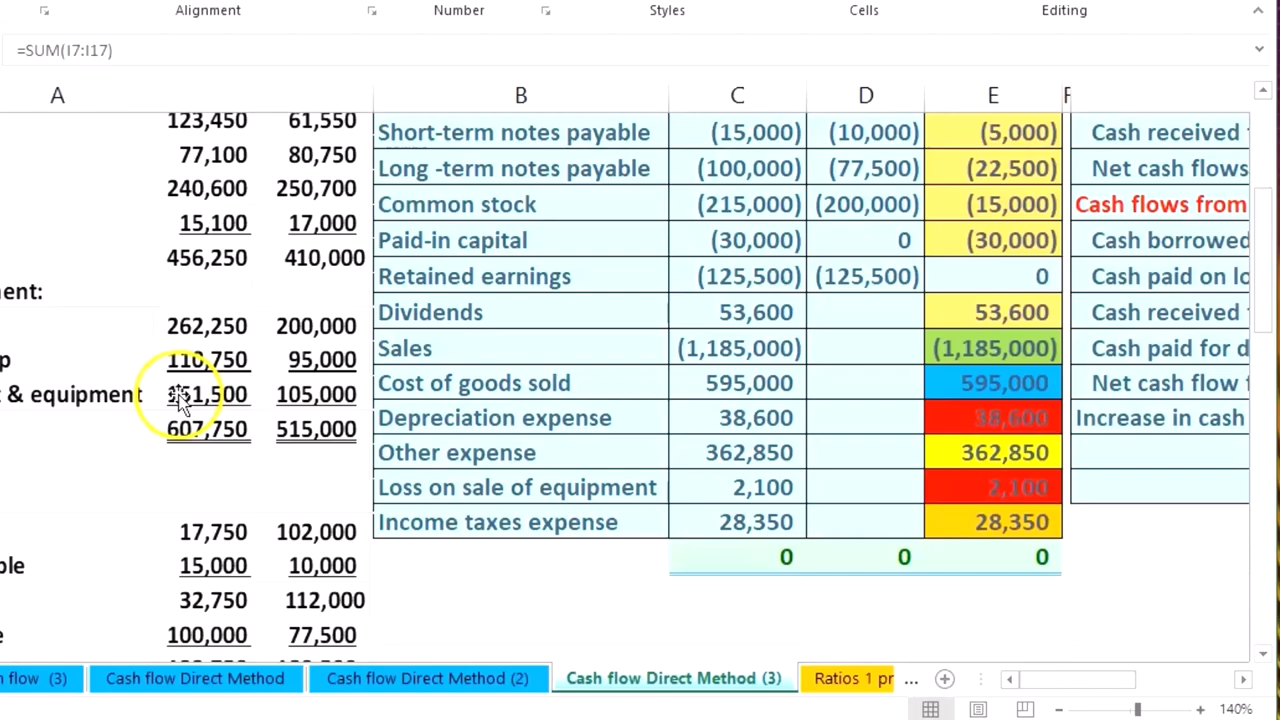 Alignment Number Styles Cells Editing
=SUM(I7:I17)
A B C D E F
123,450 61,550 Short-term notes payable (15,000) (10,000) (5,000) Cash received
77,100 80,750 Long -term notes payable (100,000) (77,500) (22,500) Net cash flows
240,600 250,700 Common stock (215,000) (200,000) (15,000) Cash flows from
15,100 17,000 Paid-in capital (30,000) 0 (30,000) Cash borrowed
456,250 410,000 Retained earnings (125,500) (125,500) 0 Cash paid on lo
ent: Dividends 53,600 53,600 Cash received
262,250 200,000 Sales (1,185,000) (1,185,000) Cash paid for d
p 110,750 95,000 Cost of goods sold 595,000 595,000 Net cash flow
& equipment 105,000 Depreciation expense 38,600 38,600 Increase in cash
607,750 515,000 Other expense 362,850 362,850
Loss on sale of equipment 2,100 2,100
17,750 102,000 Income taxes expense 28,350 28,350
ble 15,000 10,000 0 0 0
32,750 112,000
e 100,000 77,500
flow (3) Cash flow Direct Method Cash flow Direct Method (2) Cash flow Direct Method (3) Ratios 1 pr ...
140%